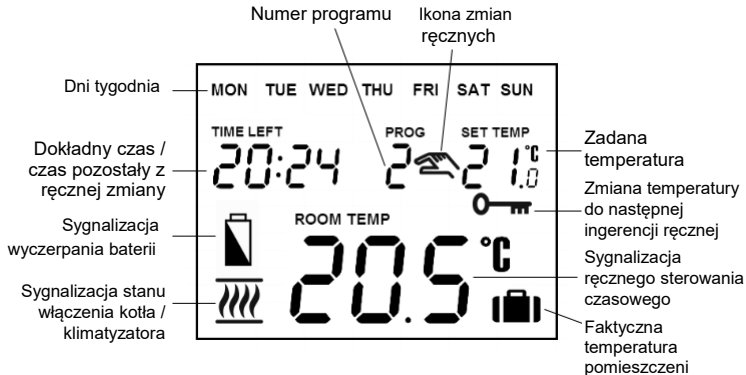 Numer programu
Ikona zmian
ręcznych
Dni tygodnia
MON TUE WED THU FRI SAT SUN
TIME LEFT PROG SET TEMP
20:24 2 21.0 °C
Dokładny czas /
czas pozostały z
ręcznej zmiany
Zadana
temperatura
Zmiana temperatury
do następnej
ingerencji ręcznej
Sygnalizacja
wyczerpania baterii
ROOM TEMP
20.5 °C
Sygnalizacja
ręcznego sterowania
czasowego
Sygnalizacja stanu
włączenia kotła /
klimatyzatora
Faktyczna
temperatura
pomieszczeni